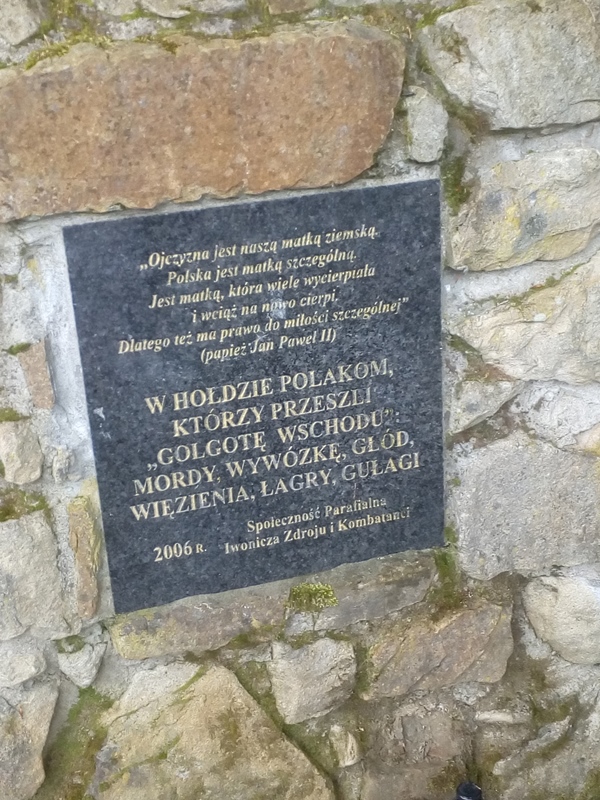 „Ojczyzna jest naszą matką ziemską.
Polska jest matką szczególną.
Jest matką, która wiele wycierpiała
i wciąż na nowo cierpi.
Dlatego też ma prawo do miłości szczególnej”
(papież Jan Paweł II)
W HOŁDZIE POLAKOM,
KTÓRZY PRZESZLI
„GOLGOTĘ WSCHODU”:
MORDY, WYWÓZKĘ, GŁÓD,
WIĘZIENIA, ŁAGRY, GUŁAGI
Społeczność Parafialna
2006 R. Iwonicza Zdroju i Kombatanci